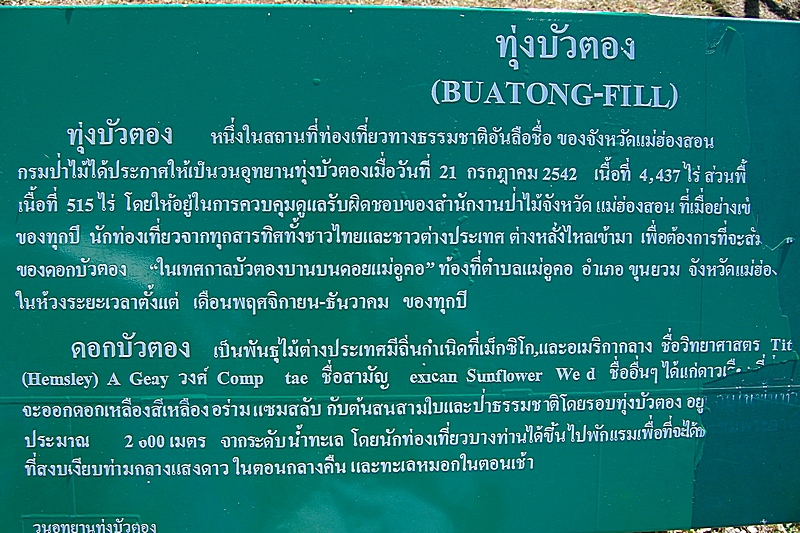 ทุ่งบัวตอง
(BUATONG-FILL)
ทุ่งบัวตอง หนึ่งในสถานที่ท่องเที่ยวทางธรรมชาติอันลือชื่อ ของจังหวัดแม่ฮ่องสอน
กรมป่าไม้ได้ประกาศให้เป็นวนอุทยานทุ่งบัวตองเมื่อวันที่ 21 กรกฎาคม 2542 เนื้อที่ 4,437 ไร่ ส่วนพื้
เนื้อที่ 515 ไร่ โดยให้อยู่ในการควบคุมดูแลรับผิดชอบของสำนักงานป่าไม้จังหวัด แม่ฮ่องสอน ที่เมื่อย่างเข้
ของทุกปี นักท่องเที่ยวจากทุกสารทิศทั้งชาวไทยและชาวต่างประเทศ ต่างหลั่งไหลเข้ามา เพื่อต้องการที่จะสัม
ของดอกบัวตอง “ในเทศกาลบัวตองบานบนดอยแม่อูคอ” ท้องที่ตำบลแม่อูคอ อำเภอ ขุนยวม จังหวัดแม่ฮ่อง
ในห้วงระยะเวลาตั้งแต่ เดือนพฤศจิกายน-ธันวาคม ของทุกปี
ดอกบัวตอง เป็นพันธุ์ไม้ต่างประเทศมีถิ่นกำเนิดที่เม็กซิโก,และอเมริกากลาง ชื่อวิทยาศาสตร Tit
(Hemsley) A Geay วงศ์ Comp tae ชื่อสามัญ exican Sunflower We d ชื่ออื่นๆ ได้แก่ดาวเรือง
จะออกดอกเหลืองสีเหลือง อร่าม แซมสลับ กับต้นสนสามใบและป่าธรรมชาติโดยรอบทุ่งบัวตอง อยู่
ประมาณ 2 ๑00 เมตร จากระดับน้ำทะเล โดยนักท่องเที่ยวบางท่านได้ขึ้นไปพักแรมเพื่อที่จะได้
ที่สงบเงียบท่ามกลางแสงดาว ในตอนกลางคืน และทะเลหมอกในตอนเช้า
วนอุทยานทุ่งบัวตอง